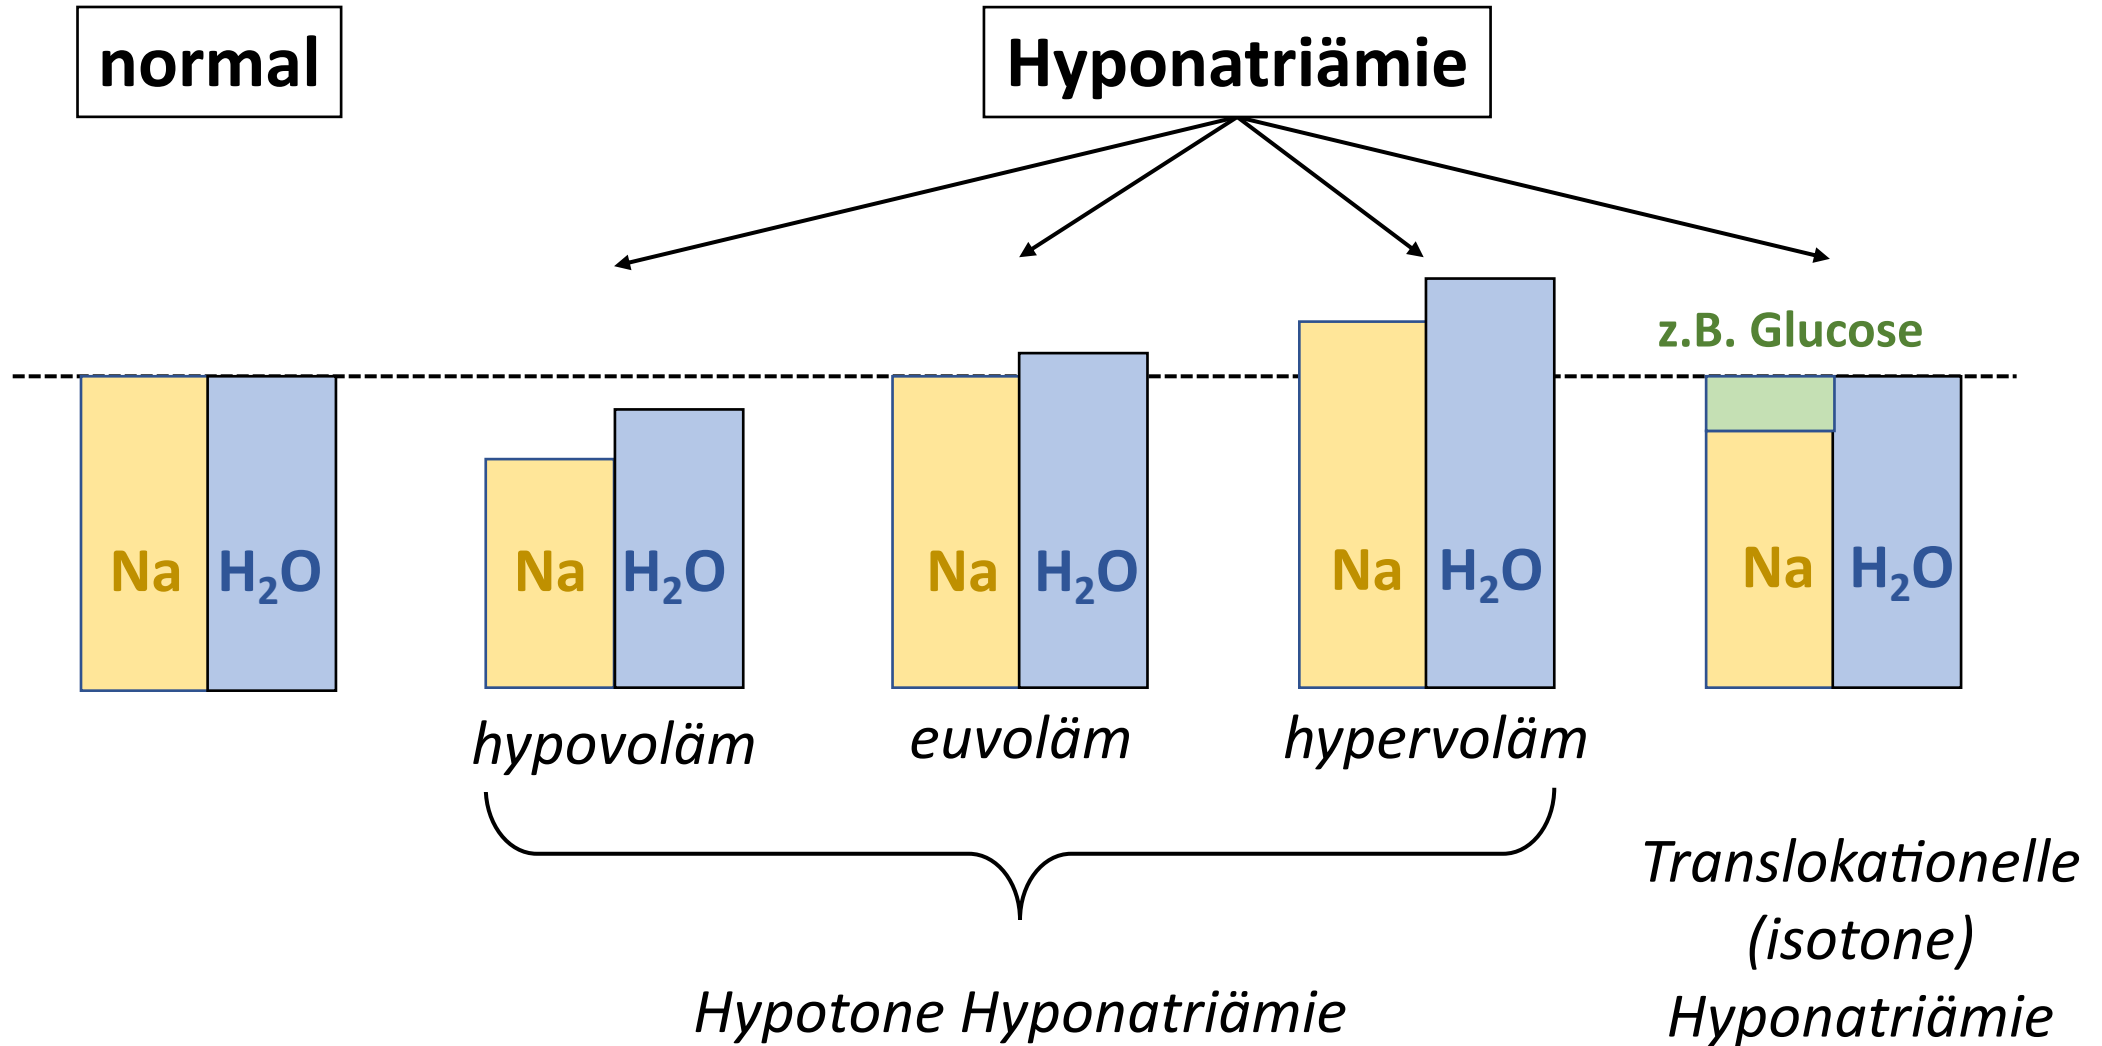 normal
Hyponatriämie
z.B. Glucose
Na H₂O
Na H₂O
Na H₂O
Na H₂O
Na H₂O
hypovoläm
euvoläm
hypervoläm
Hypotone Hyponatriämie
Translokationelle
(isotone)
Hyponatriämie